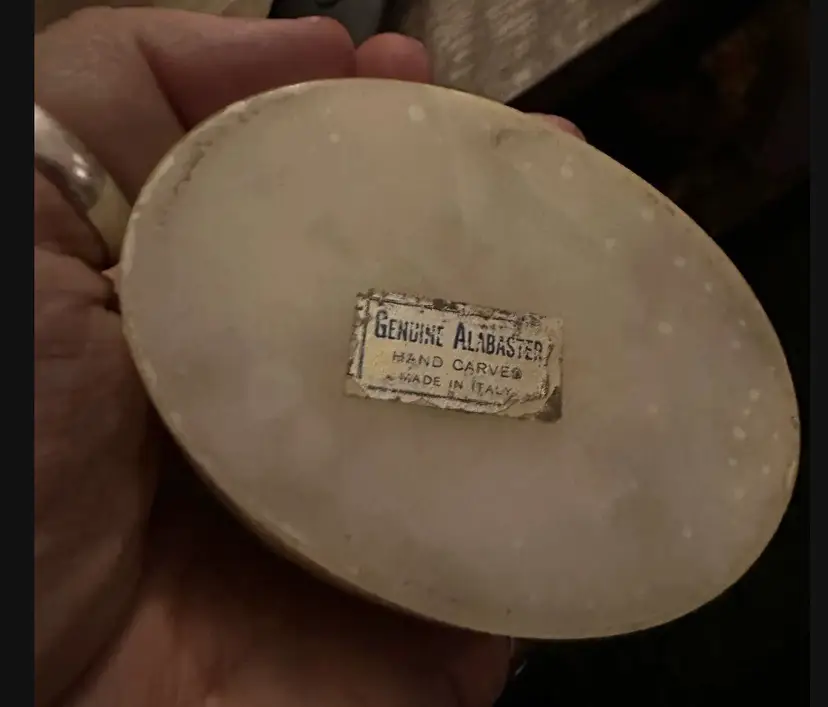 GENUINE ALABASTER
HAND CARVED
MADE IN ITALY